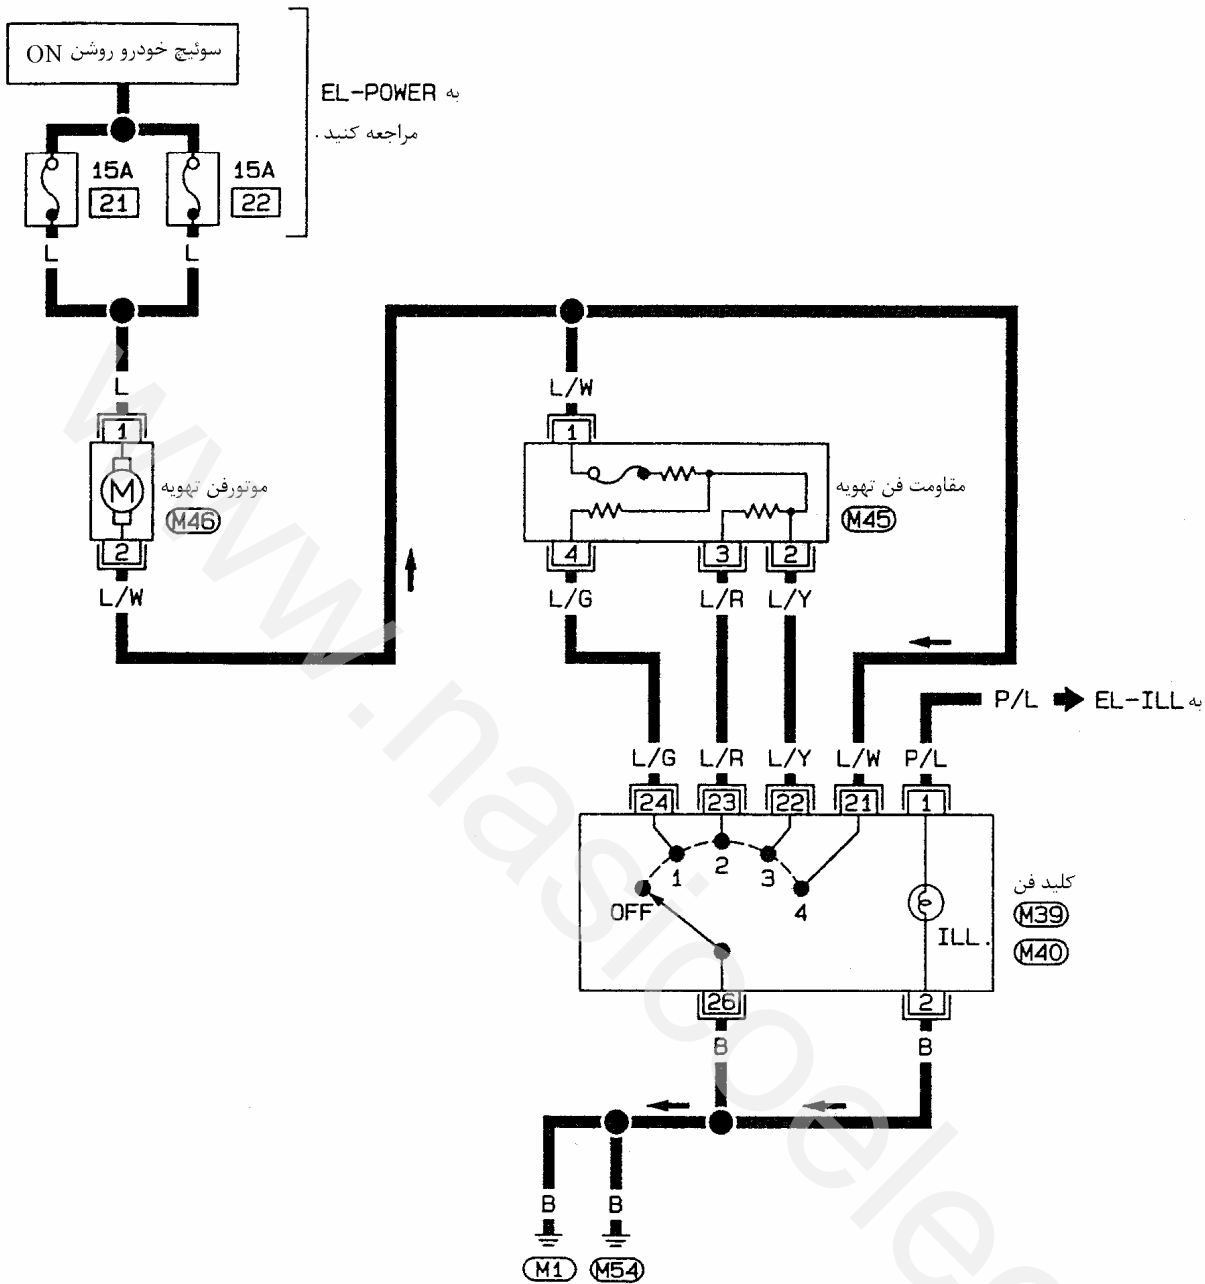 سوئیچ خودرو روشن ON
به EL-POWER
مراجعه کنید .
15A
21
15A
22
L
L
L
1
M
2
موتورفن تهویه
M46
L/W
L/W
1
مقاومت فن تهویه
M45
4
3
2
L/G
L/R
L/Y
P/L
به EL-ILL
L/G
L/R
L/Y
L/W
P/L
24
23
22
21
1
OFF
1
2
3
4
ILL.
کلید فن
M39
M40
26
2
B
B
B
B
M1
M54
www.nasicoelec